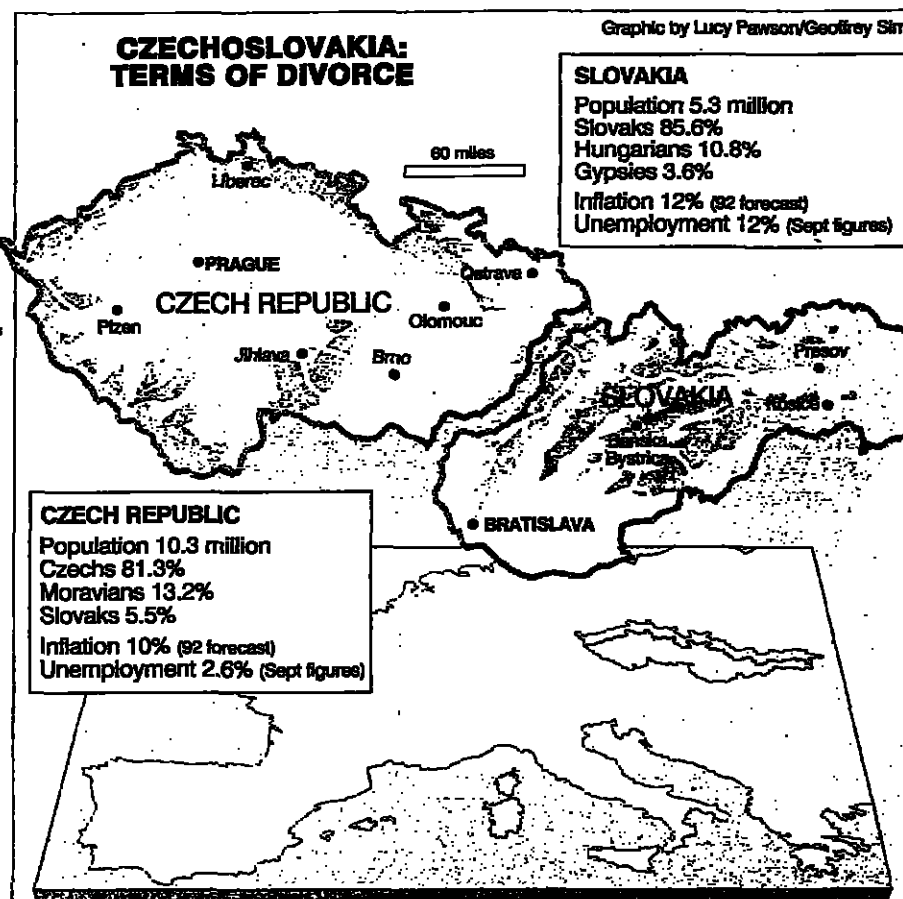 Graphic by Lucy Pawson/Geoffrey Sim
CZECHOSLOVAKIA:
TERMS OF DIVORCE
SLOVAKIA
Population 5.3 million
Slovaks 85.6%
Hungarians 10.8%
Gypsies 3.6%
Inflation 12% (92 forecast)
Unemployment 12% (Sept figures)
60 miles
Liberec
PRAGUE
Ostrava
CZECH REPUBLIC
Plzen
Olomouc
Jihlava
Brno
Presov
SLOVAKIA
Kosice
Banska
Bystrica
BRATISLAVA
CZECH REPUBLIC
Population 10.3 million
Czechs 81.3%
Moravians 13.2%
Slovaks 5.5%
Inflation 10% (92 forecast)
Unemployment 2.6% (Sept figures)